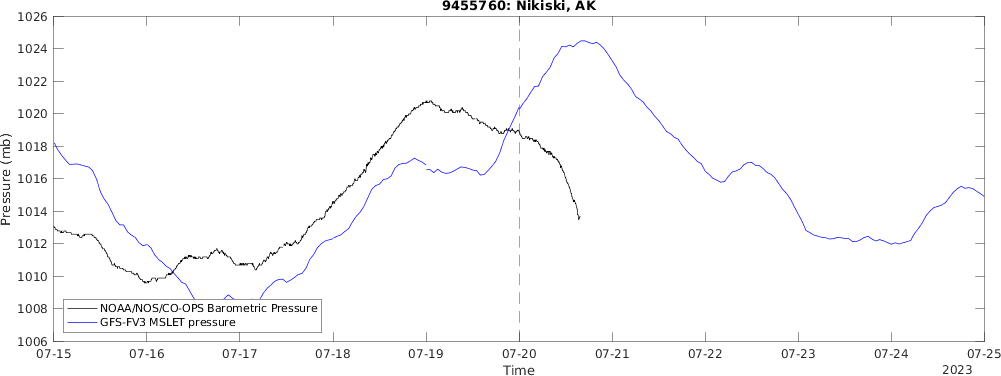 9455760: Nikiski, AK
Pressure (mb)
1026
1024
1022
1020
1018
1016
1014
1012
1010
1008
1006
NOAA/NOS/CO-OPS Barometric Pressure
GFS-FV3 MSLET pressure
07-15 07-16 07-17 07-18 07-19 07-20 07-21 07-22 07-23 07-24 07-25
Time
2023